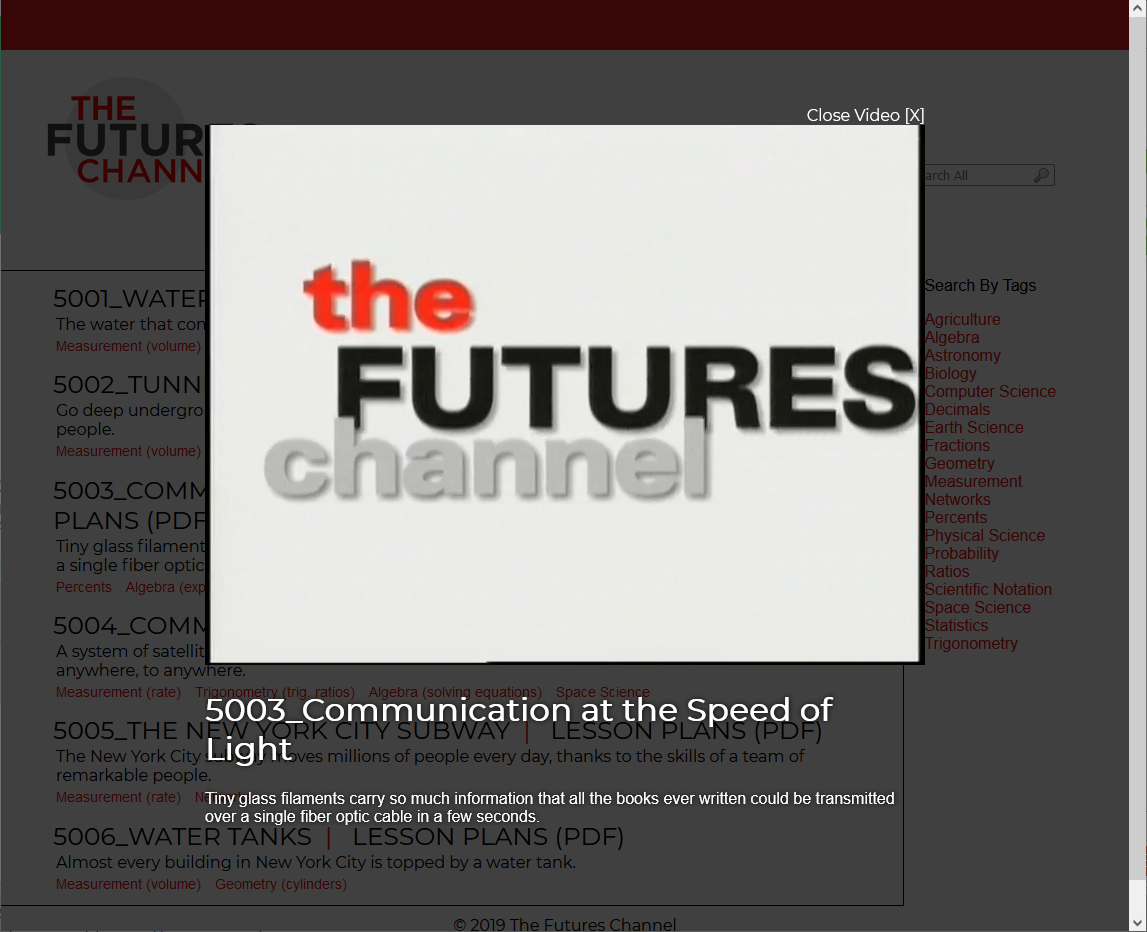 THE
FUTURES
CHANN
Close Video [X]
arch All
the
FUTURES
channel
5001_WATER
The water that con
Measurement (volume)
5002_TUNN
Go deep undergro
people.
Measurement (volume)
5003_COMM
PLANS (PDF
Tiny glass filament
a single fiber optic
Percents Algebra (exp
5004_COMM
A system of satellit
anywhere, to anywhere.
Measurement (rate) Trigonometry (trig. ratios) Algebra (solving equations) Space Science
5003_Communication at the Speed of
Light
5005_THE NEW YORK CITY SUBWAY | LESSON PLANS (PDF)
The New York City subway moves millions of people every day, thanks to the skills of a team of
remarkable people.
Measurement (rate)
Tiny glass filaments carry so much information that all the books ever written could be transmitted
over a single fiber optic cable in a few seconds.
5006_WATER TANKS | LESSON PLANS (PDF)
Almost every building in New York City is topped by a water tank.
Measurement (volume) Geometry (cylinders)
Search By Tags
Agriculture
Algebra
Astronomy
Biology
Computer Science
Decimals
Earth Science
Fractions
Geometry
Measurement
Networks
Percents
Physical Science
Probability
Ratios
Scientific Notation
Space Science
Statistics
Trigonometry
© 2019 The Futures Channel